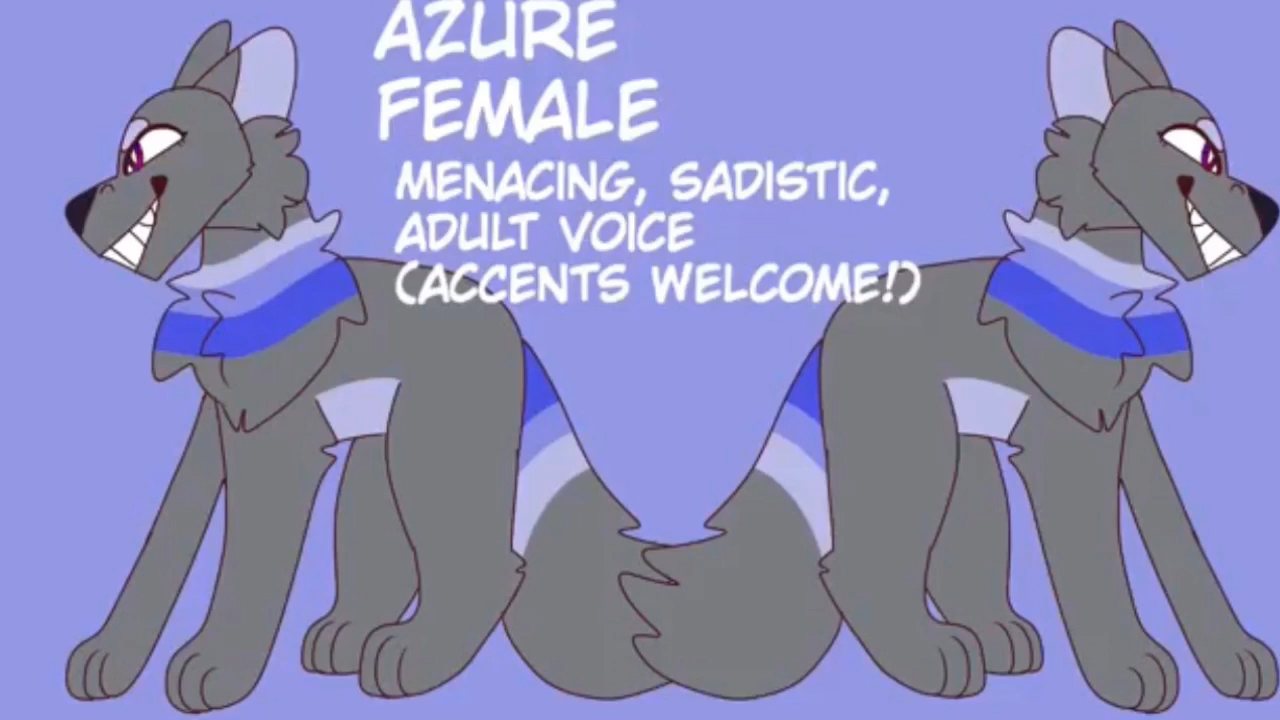 AZURE
FEMALE
MENACING, SADISTIC,
ADULT VOICE
(ACCENTS WELCOME!)